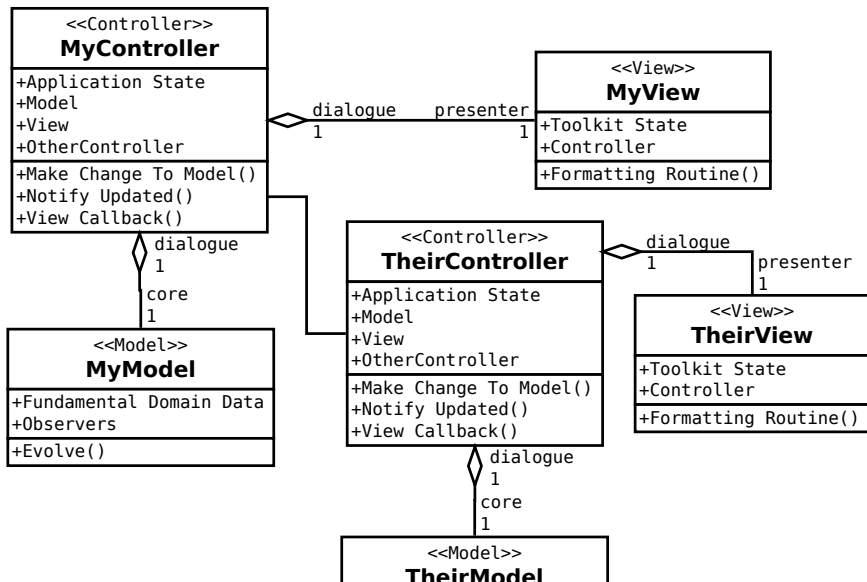 <<Controller>>
MyController
+Application State
+Model
+View
+OtherController
+Make Change To Model()
+Notify Updated()
+View Callback()
dialogue
1
presenter
1
<<View>>
MyView
+Toolkit State
+Controller
+Formatting Routine()
dialogue
1
core
1
<<Model>>
MyModel
+Fundamental Domain Data
+Observers
+Evolve()
<<Controller>>
TheirController
+Application State
+Model
+View
+OtherController
+Make Change To Model()
+Notify Updated()
+View Callback()
dialogue
1
presenter
1
<<View>>
TheirView
+Toolkit State
+Controller
+Formatting Routine()
dialogue
1
core
1
<<Model>>
TheirModel